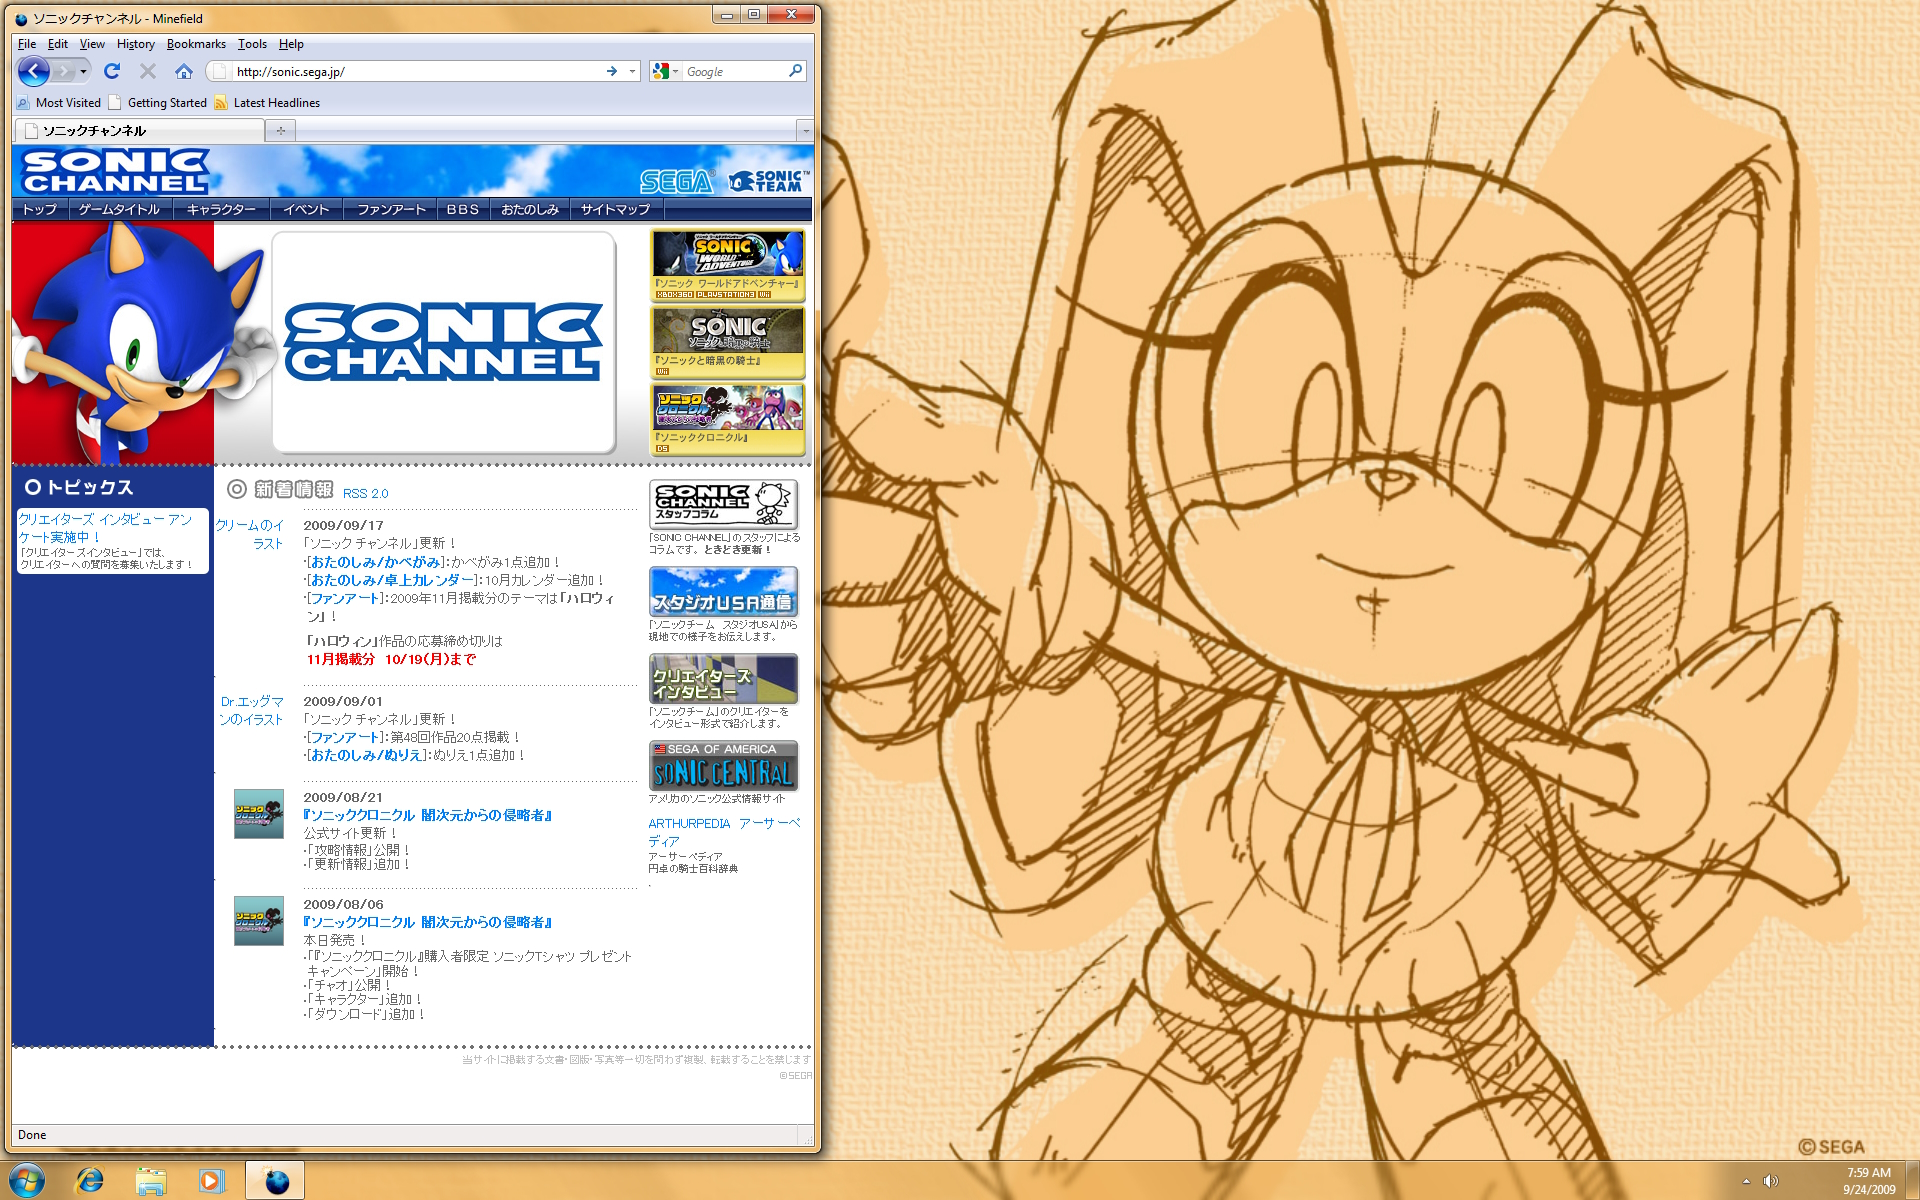 ソニックチャンネル - Minefield
File Edit View History Bookmarks Tools Help
http://sonic.sega.jp/
Google
Most Visited Getting Started Latest Headlines
ソニックチャンネル
SONIC CHANNEL
SEGA SONIC TEAM
トップ ゲームタイトル キャラクター イベント ファンアート BBS おたのしみ サイトマップ
SONIC
CHANNEL
SONIC
WORLD ADVENTURE
『ソニック ワールドアドベンチャー』
XBOX360 PLAYSTATION3 Wii
SONIC
ソニックと暗黒の騎士
『ソニックと暗黒の騎士』
Wii
ソニック
クロニクル
『ソニッククロニクル』
DS
トピックス
クリエイターズ インタビュー アン
ケート実施中！
「クリエイターズインタビュー」では、
クリエイターへの質問を募集いたします！
新着情報 RSS 2.0
クリームのイ
ラスト
2009/09/17
「ソニック チャンネル」更新！
・[おたのしみ/かべがみ]：かべがみ1点追加！
・[おたのしみ/卓上カレンダー]：10月カレンダー追加！
・[ファンアート]：2009年11月掲載分のテーマは「ハロウィ
ン」！
「ハロウィン」作品の応募締め切りは
11月掲載分 10/19(月)まで
Dr.エッグマ
ンのイラスト
2009/09/01
「ソニック チャンネル」更新！
・[ファンアート]：第48回作品20点掲載！
・[おたのしみ/ぬりえ]：ぬりえ1点追加！
2009/08/21
『ソニッククロニクル 闇次元からの侵略者』
公式サイト更新！
・「攻略情報」公開！
・「更新情報」追加！
2009/08/06
『ソニッククロニクル 闇次元からの侵略者』
本日発売！
・「『ソニッククロニクル』購入者限定 ソニックTシャツ プレゼント
キャンペーン」開始！
・「チャオ」公開！
・「キャラクター」追加！
・「ダウンロード」追加！
SONIC
CHANNEL
スタッフコラム
「SONIC CHANNEL」のスタッフによる
コラムです。ときどき更新！
スタジオUSA通信
「ソニックチーム スタジオUSA」から
現地での様子をお伝えします。
クリエイターズ
インタビュー
「ソニックチーム」のクリエイターを
インタビュー形式で紹介します。
SEGA OF AMERICA
SONIC CENTRAL
アメリカのソニック公式情報サイト
ARTHURPEDIA アーサーペ
ディア
アーサーペディア
円卓の騎士百科辞典
当サイトに掲載する文書・図版・写真等一切を問わず複製、転載することを禁じます
©SEGA
Done
© SEGA
7:59 AM
9/24/2009